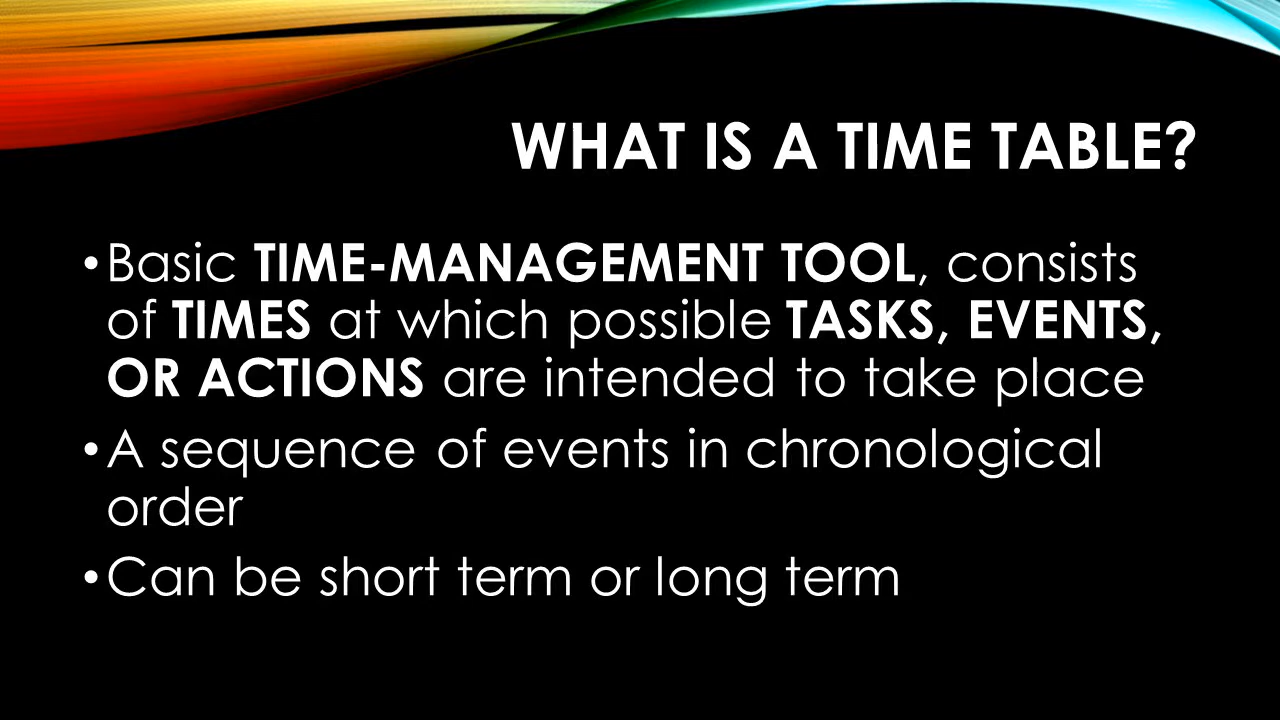 WHAT IS A TIME TABLE?
•Basic TIME-MANAGEMENT TOOL, consists
of TIMES at which possible TASKS, EVENTS,
OR ACTIONS are intended to take place
•A sequence of events in chronological
order
•Can be short term or long term